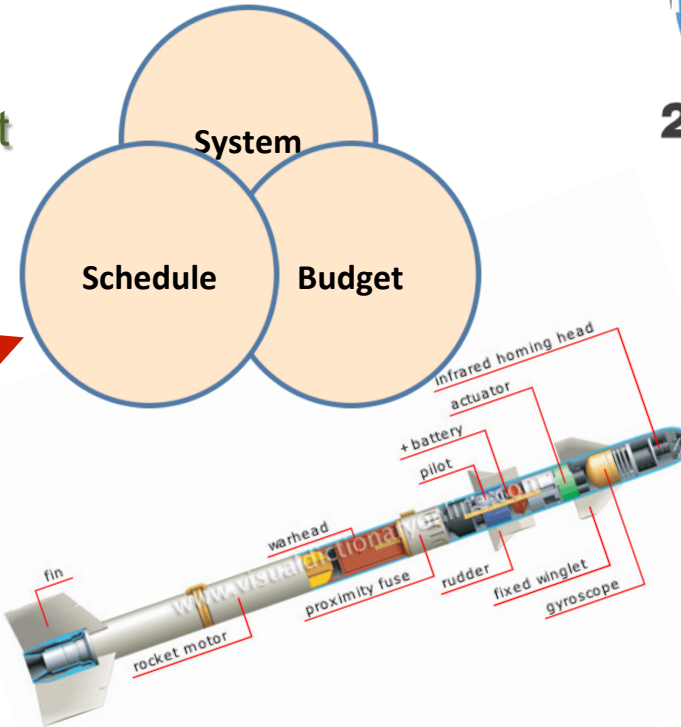 t
System
2
Schedule
Budget
infrared homing head
actuator
+ battery
pilot
warhead
fin
proximity fuse
rudder
fixed winglet
gyroscope
rocket motor